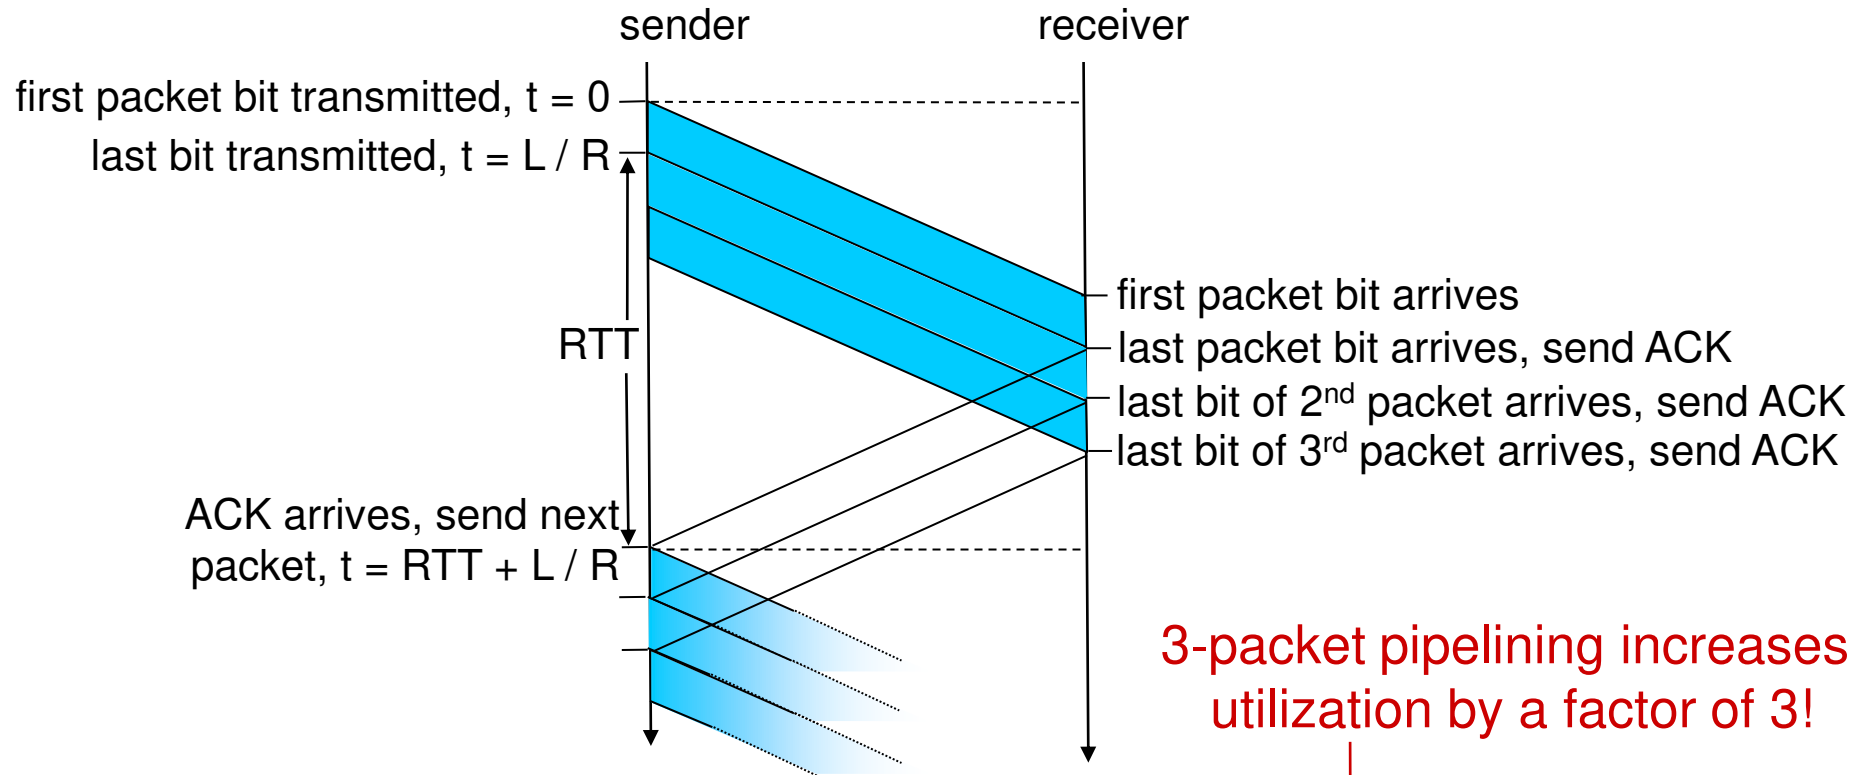 sender
receiver
first packet bit transmitted, t = 0
last bit transmitted, t = L / R
first packet bit arrives
RTT
last packet bit arrives, send ACK
last bit of 2nd packet arrives, send ACK
last bit of 3rd packet arrives, send ACK
ACK arrives, send next
packet, t = RTT + L / R
3-packet pipelining increases
utilization by a factor of 3!